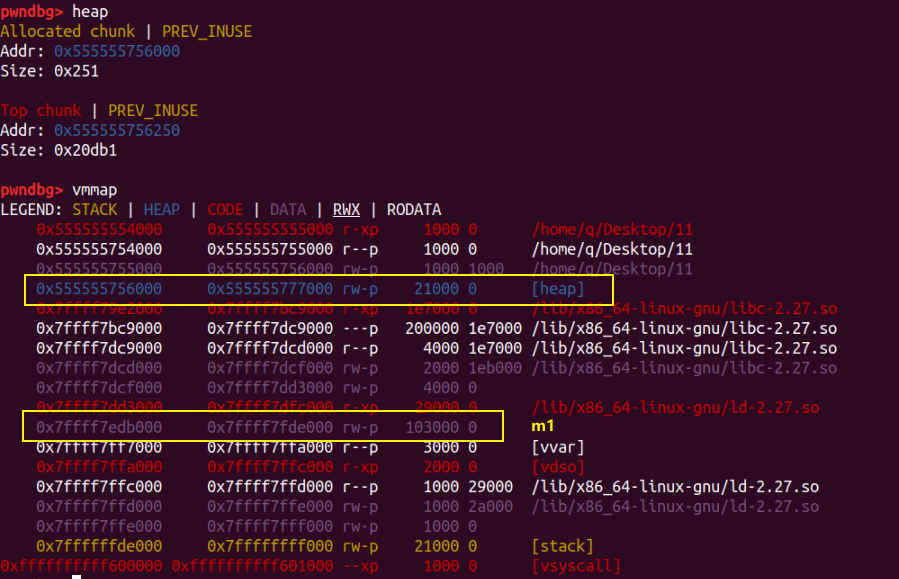 pwndbg> heap
Allocated chunk | PREV_INUSE
Addr: 0x555555756000
Size: 0x251
Top chunk | PREV_INUSE
Addr: 0x555555756250
Size: 0x20db1
pwndbg> vmmap
LEGEND: STACK | HEAP | CODE | DATA | RWX | RODATA
0x555555554000 0x555555555000 r-xp 1000 0 /home/q/Desktop/11
0x555555754000 0x555555755000 r--p 1000 0 /home/q/Desktop/11
0x555555755000 0x555555756000 rw-p 1000 1000 /home/q/Desktop/11
0x555555756000 0x555555777000 rw-p 21000 0 [heap]
0x7ffff79e2000 0x7ffff7bc9000 r-xp 1e7000 0 /lib/x86_64-linux-gnu/libc-2.27.so
0x7ffff7bc9000 0x7ffff7dc9000 ---p 200000 1e7000 /lib/x86_64-linux-gnu/libc-2.27.so
0x7ffff7dc9000 0x7ffff7dcd000 r--p 4000 1e7000 /lib/x86_64-linux-gnu/libc-2.27.so
0x7ffff7dcd000 0x7ffff7dcf000 rw-p 2000 1eb000 /lib/x86_64-linux-gnu/libc-2.27.so
0x7ffff7dcf000 0x7ffff7dd3000 rw-p 4000 0
0x7ffff7dd3000 0x7ffff7dfc000 r-xp 29000 0 /lib/x86_64-linux-gnu/ld-2.27.so
0x7ffff7edb000 0x7ffff7fde000 rw-p 103000 0 m1
0x7ffff7ff7000 0x7ffff7ffa000 r--p 3000 0 [vvar]
0x7ffff7ffa000 0x7ffff7ffc000 r-xp 2000 0 [vdso]
0x7ffff7ffc000 0x7ffff7ffd000 r--p 1000 29000 /lib/x86_64-linux-gnu/ld-2.27.so
0x7ffff7ffd000 0x7ffff7ffe000 rw-p 1000 2a000 /lib/x86_64-linux-gnu/ld-2.27.so
0x7ffff7ffe000 0x7ffff7fff000 rw-p 1000 0
0x7ffffffde000 0x7ffffffff000 rw-p 21000 0 [stack]
0xffffffffff600000 0xffffffffff601000 --xp 1000 0 [vsyscall]